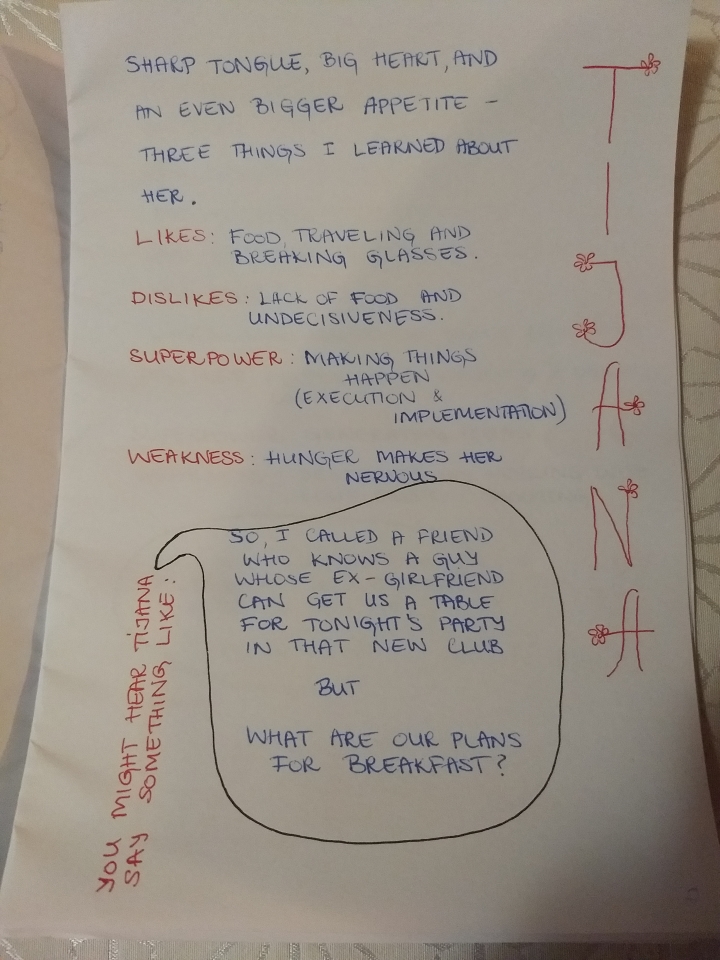 SHARP TONGUE, BIG HEART, AND
AN EVEN BIGGER APPETITE -
THREE THINGS I LEARNED ABOUT
HER.
LIKES: FOOD, TRAVELING AND
BREAKING GLASSES.
DISLIKES: LACK OF FOOD AND
UNDECISIVENESS.
SUPERPOWER: MAKING THINGS
HAPPEN
(EXECUTION &
IMPLEMENTATION)
WEAKNESS: HUNGER MAKES HER
NERVOUS
YOU MIGHT HEAR TIJANA
SAY SOMETHING LIKE:
SO, I CALLED A FRIEND
WHO KNOWS A GUY
WHOSE EX-GIRLFRIEND
CAN GET US A TABLE
FOR TONIGHT'S PARTY
IN THAT NEW CLUB
BUT
WHAT ARE OUR PLANS
FOR BREAKFAST?
TIJANA